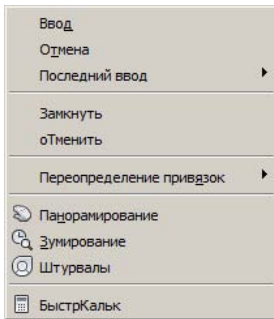 Ввод
Отмена
Последний ввод
Замкнуть
оТменить
Переопределение привязок
Панорамирование
Зумирование
Штурвалы
БыстрКальк